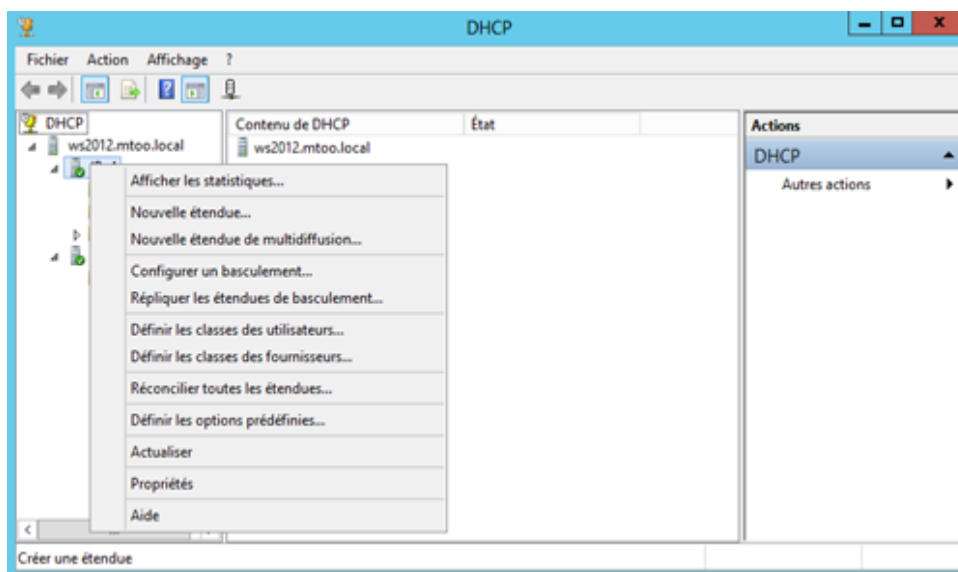 DHCP
Fichier Action Affichage ?
DHCP
ws2012.mtoo.local
Contenu de DHCP État
ws2012.mtoo.local
Actions
DHCP
Autres actions
Afficher les statistiques...
Nouvelle étendue...
Nouvelle étendue de multidiffusion...
Configurer un basculement...
Répliquer les étendues de basculement...
Définir les classes des utilisateurs...
Définir les classes des fournisseurs...
Réconcilier toutes les étendues...
Définir les options prédéfinies...
Actualiser
Propriétés
Aide
Créer une étendue